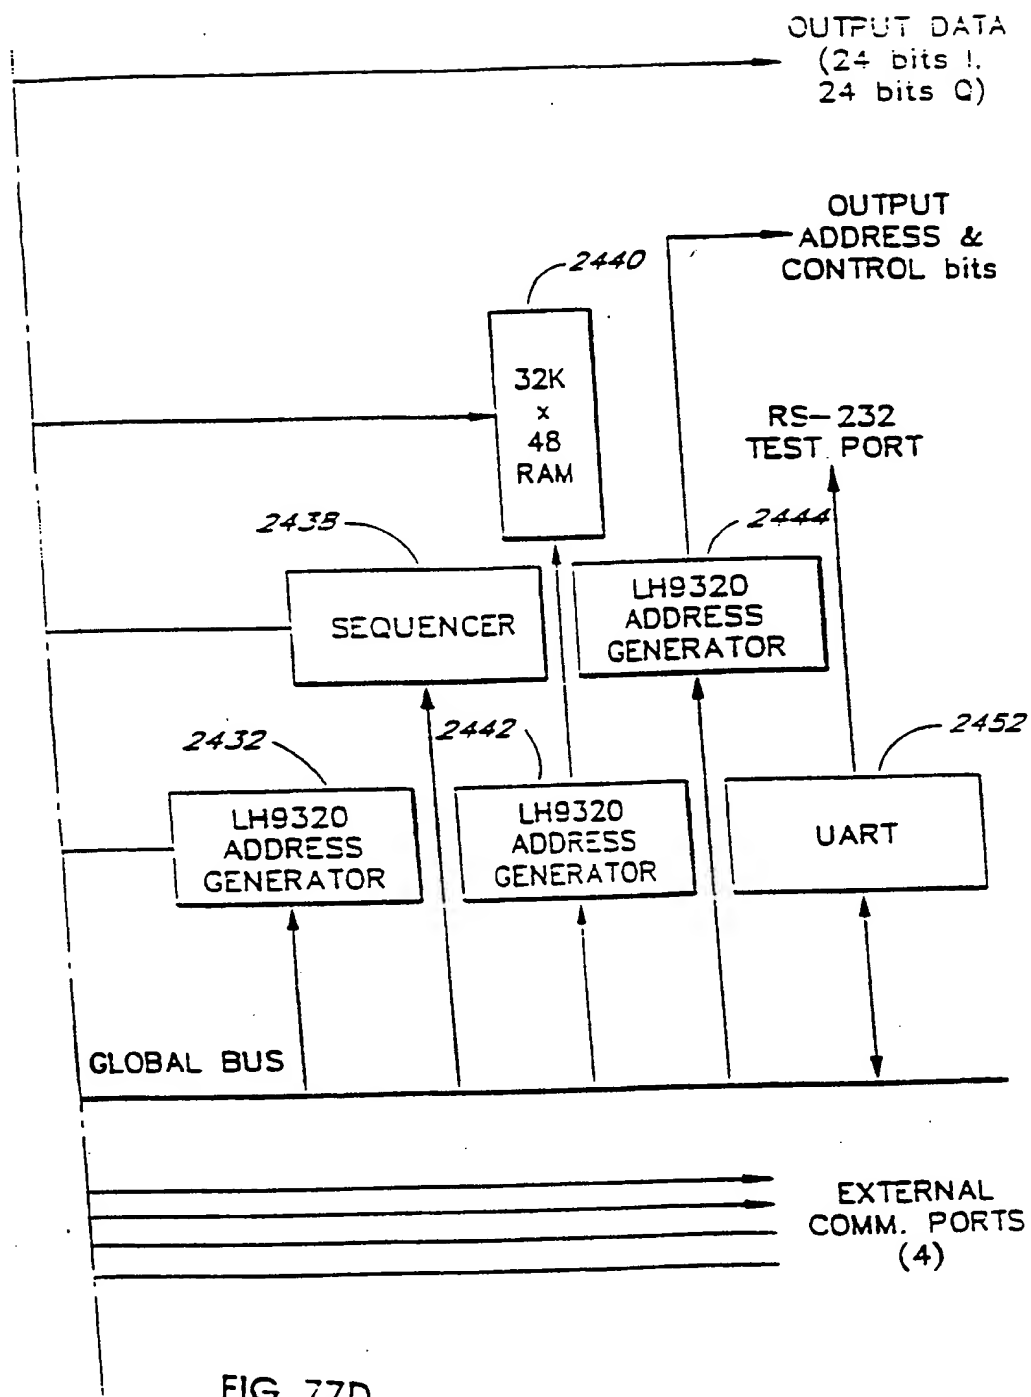 OUTPUT DATA
(24 bits I,
24 bits Q)
OUTPUT
ADDRESS &
CONTROL bits
2440
32K
x
48
RAM
RS-232
TEST PORT
2438
2444
SEQUENCER
LH9320
ADDRESS
GENERATOR
2432
2442
2452
LH9320
ADDRESS
GENERATOR
LH9320
ADDRESS
GENERATOR
UART
GLOBAL BUS
EXTERNAL
COMM. PORTS
(4)
FIG. 77D